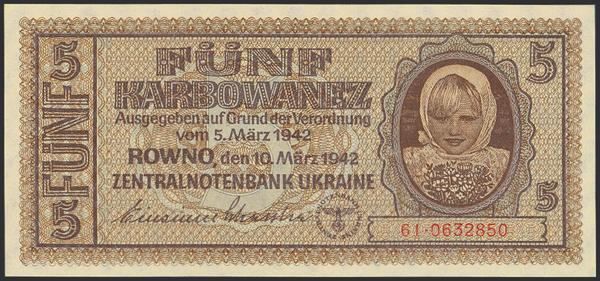 5
FÜNF
5
FÜNF
KARBOWANEZ
Ausgegeben auf Grund der Verordnung
vom 5. März 1942
ROWNO, den 10. März 1942
ZENTRALNOTENBANK UKRAINE
5
5
61·0632850